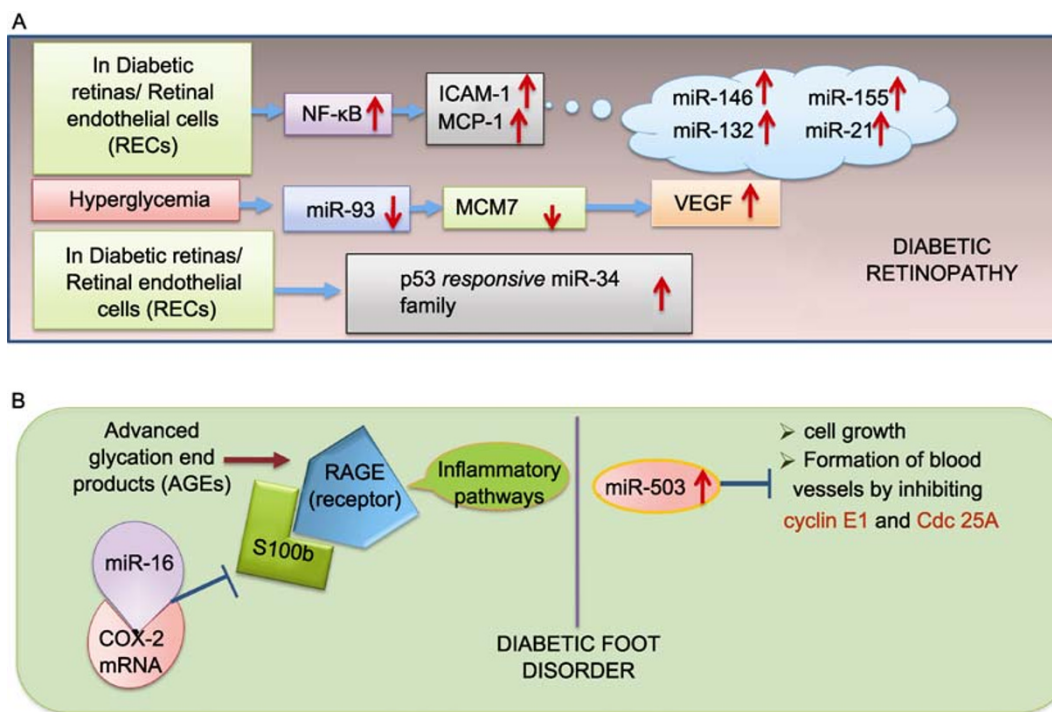 A
In Diabetic
retinas/ Retinal
endothelial cells
(RECs)
NF-κB
ICAM-1
MCP-1
miR-146
miR-155
miR-132
miR-21
Hyperglycemia
miR-93
MCM7
VEGF
In Diabetic retinas/
Retinal endothelial
cells (RECs)
p53 responsive miR-34
family
DIABETIC
RETINOPATHY
B
Advanced
glycation end
products (AGEs)
RAGE
(receptor)
Inflammatory
pathways
S100b
miR-16
COX-2
mRNA
miR-503
➢ cell growth
➢ Formation of blood
vessels by inhibiting
cyclin E1 and Cdc 25A
DIABETIC FOOT
DISORDER